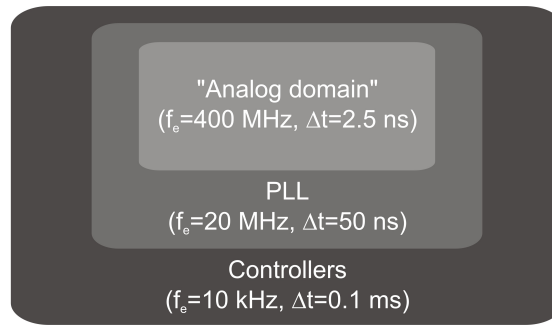 "Analog domain"
(fₑ=400 MHz, Δt=2.5 ns)
PLL
(fₑ=20 MHz, Δt=50 ns)
Controllers
(fₑ=10 kHz, Δt=0.1 ms)